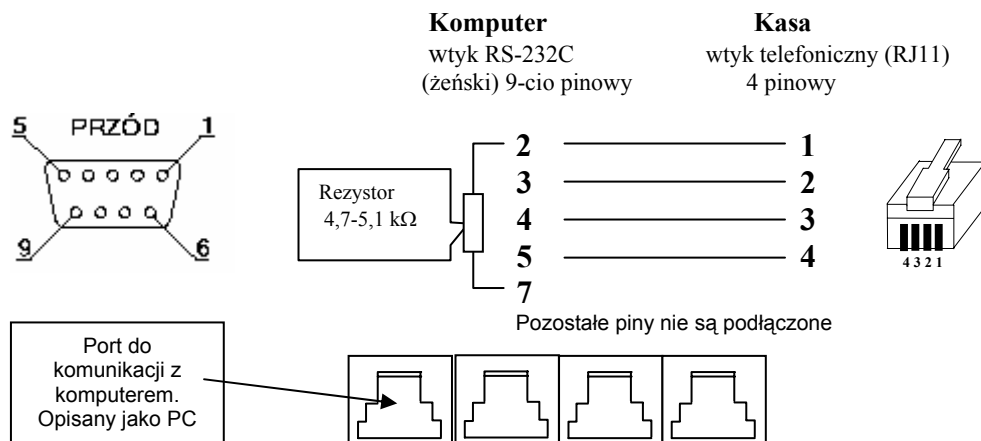 Komputer
wtyk RS-232C
(żeński) 9-cio pinowy
Kasa
wtyk telefoniczny (RJ11)
4 pinowy
5 PRZÓD 1
9 6
Rezystor
4,7-5,1 kΩ
2 1
3 2
4 3
5 4
7
4 3 2 1
Pozostałe piny nie są podłączone
Port do
komunikacji z
komputerem.
Opisany jako PC